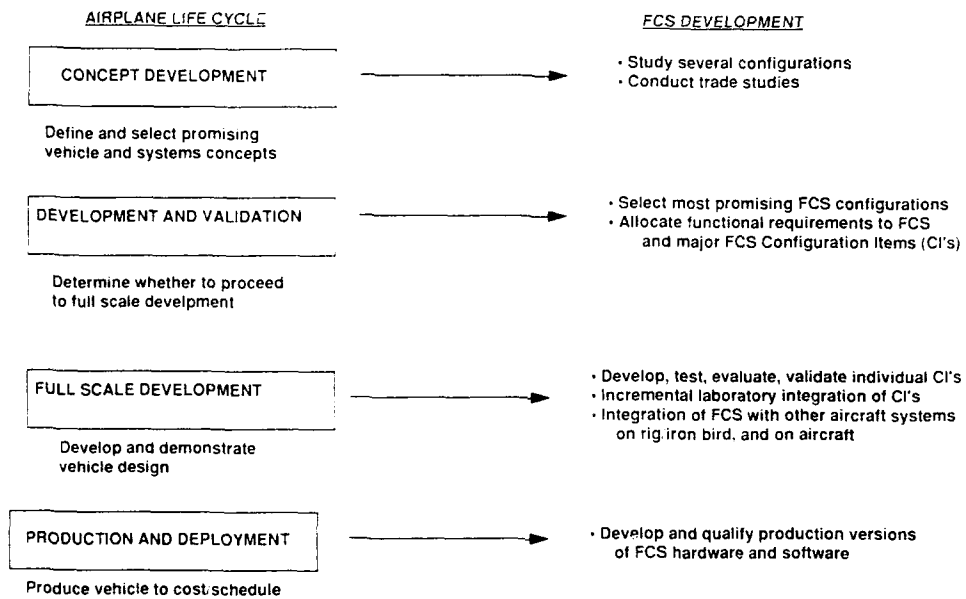 AIRPLANE LIFE CYCLE
FCS DEVELOPMENT
CONCEPT DEVELOPMENT
· Study several configurations
· Conduct trade studies
Define and select promising
vehicle and systems concepts
DEVELOPMENT AND VALIDATION
· Select most promising FCS configurations
· Allocate functional requirements to FCS
and major FCS Configuration Items (CI's)
Determine whether to proceed
to full scale develpment
FULL SCALE DEVELOPMENT
· Develop, test, evaluate, validate individual CI's
· Incremental laboratory integration of CI's
· Integration of FCS with other aircraft systems
on rig, iron bird, and on aircraft
Develop and demonstrate
vehicle design
PRODUCTION AND DEPLOYMENT
· Develop and qualify production versions
of FCS hardware and software
Produce vehicle to cost/schedule